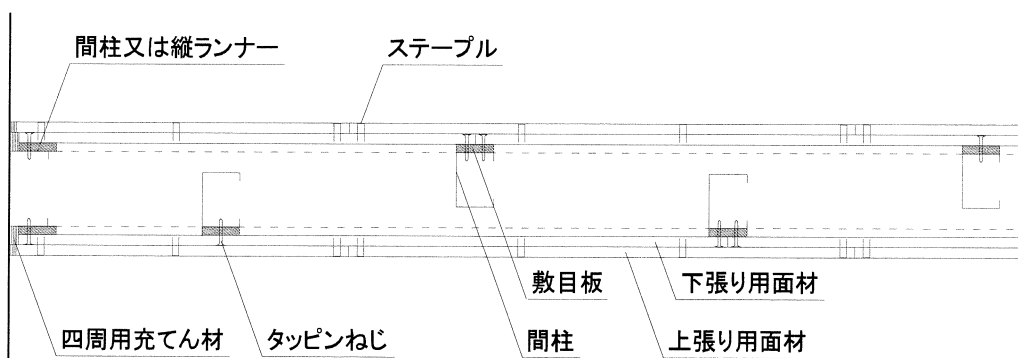 間柱又は縦ランナー
ステープル
敷目板
下張り用面材
四周用充てん材
タッピンねじ
間柱
上張り用面材